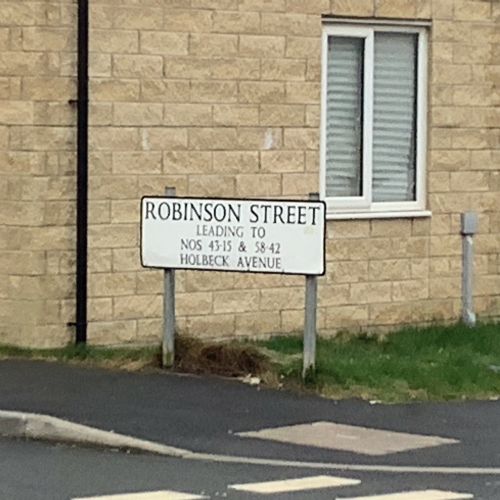 ROBINSON STREET
LEADING TO
NOS 43-15 & 58-42
HOLBECK AVENUE